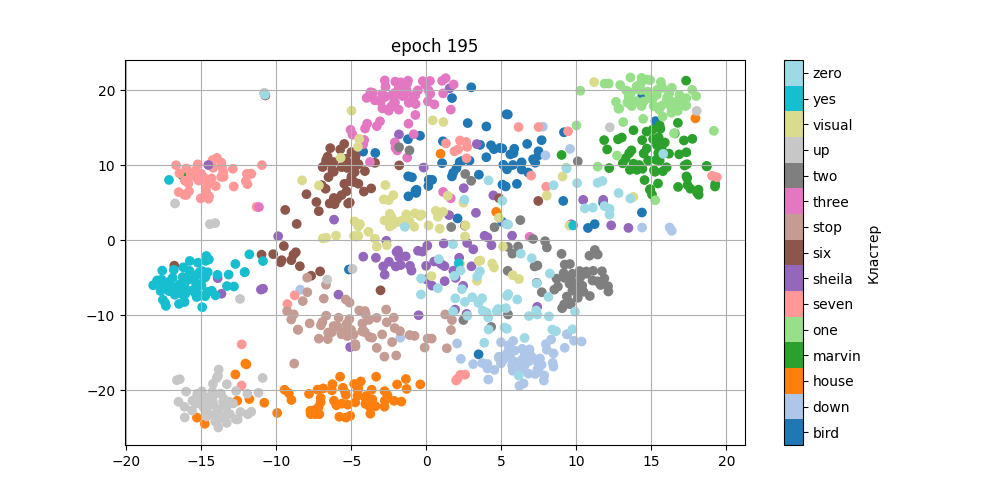 epoch 195
20
10
0
−10
−20
−20
−15
−10
−5
0
5
10
15
20
zero
yes
visual
up
two
three
stop
six
sheila
seven
one
marvin
house
down
bird
Кластер